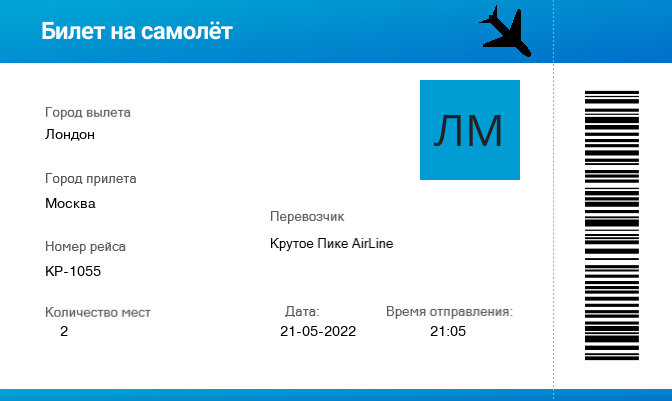 Билет на самолёт
ЛМ
Город вылета
Лондон
Город прилета
Москва
Перевозчик
Крутое Пике AirLine
Номер рейса
КР-1055
Количество мест
2
Дата:
21-05-2022
Время отправления:
21:05